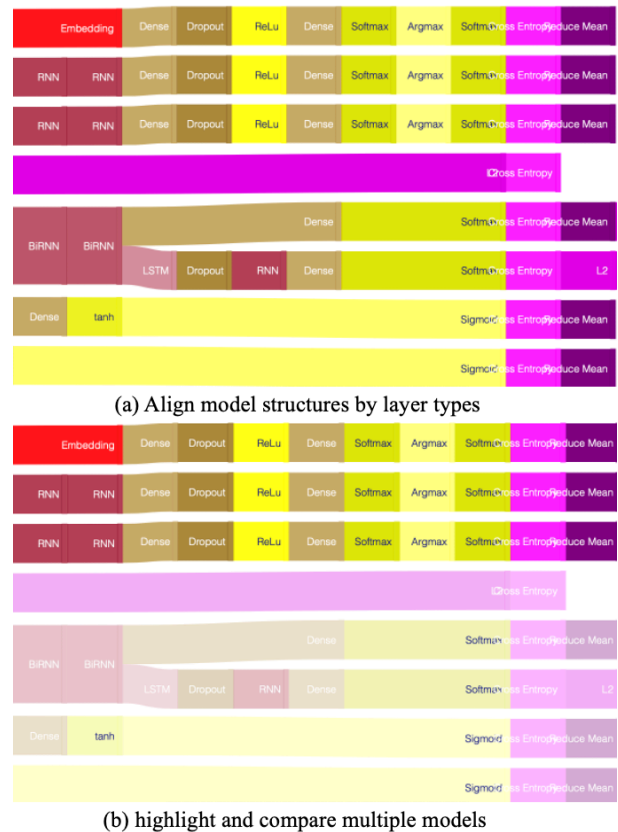 Embedding Dense Dropout ReLu Dense Softmax Argmax Softmax Cross Entropy Reduce Mean
RNN RNN Dense Dropout ReLu Dense Softmax Argmax Softmax Cross Entropy Reduce Mean
RNN RNN Dense Dropout ReLu Dense Softmax Argmax Softmax Cross Entropy Reduce Mean
L2 Cross Entropy
Dense Softmax Cross Entropy Reduce Mean
BiRNN BiRNN
LSTM Dropout RNN Dense Softmax Cross Entropy L2
Dense tanh Sigmoid Cross Entropy Reduce Mean
Sigmoid Cross Entropy Reduce Mean
(a) Align model structures by layer types
Embedding Dense Dropout ReLu Dense Softmax Argmax Softmax Cross Entropy Reduce Mean
RNN RNN Dense Dropout ReLu Dense Softmax Argmax Softmax Cross Entropy Reduce Mean
RNN RNN Dense Dropout ReLu Dense Softmax Argmax Softmax Cross Entropy Reduce Mean
L2 Cross Entropy
Dense Softmax Cross Entropy Reduce Mean
BiRNN BiRNN
LSTM Dropout RNN Dense Softmax Cross Entropy L2
Dense tanh Sigmoid Cross Entropy Reduce Mean
Sigmoid Cross Entropy Reduce Mean
(b) highlight and compare multiple models